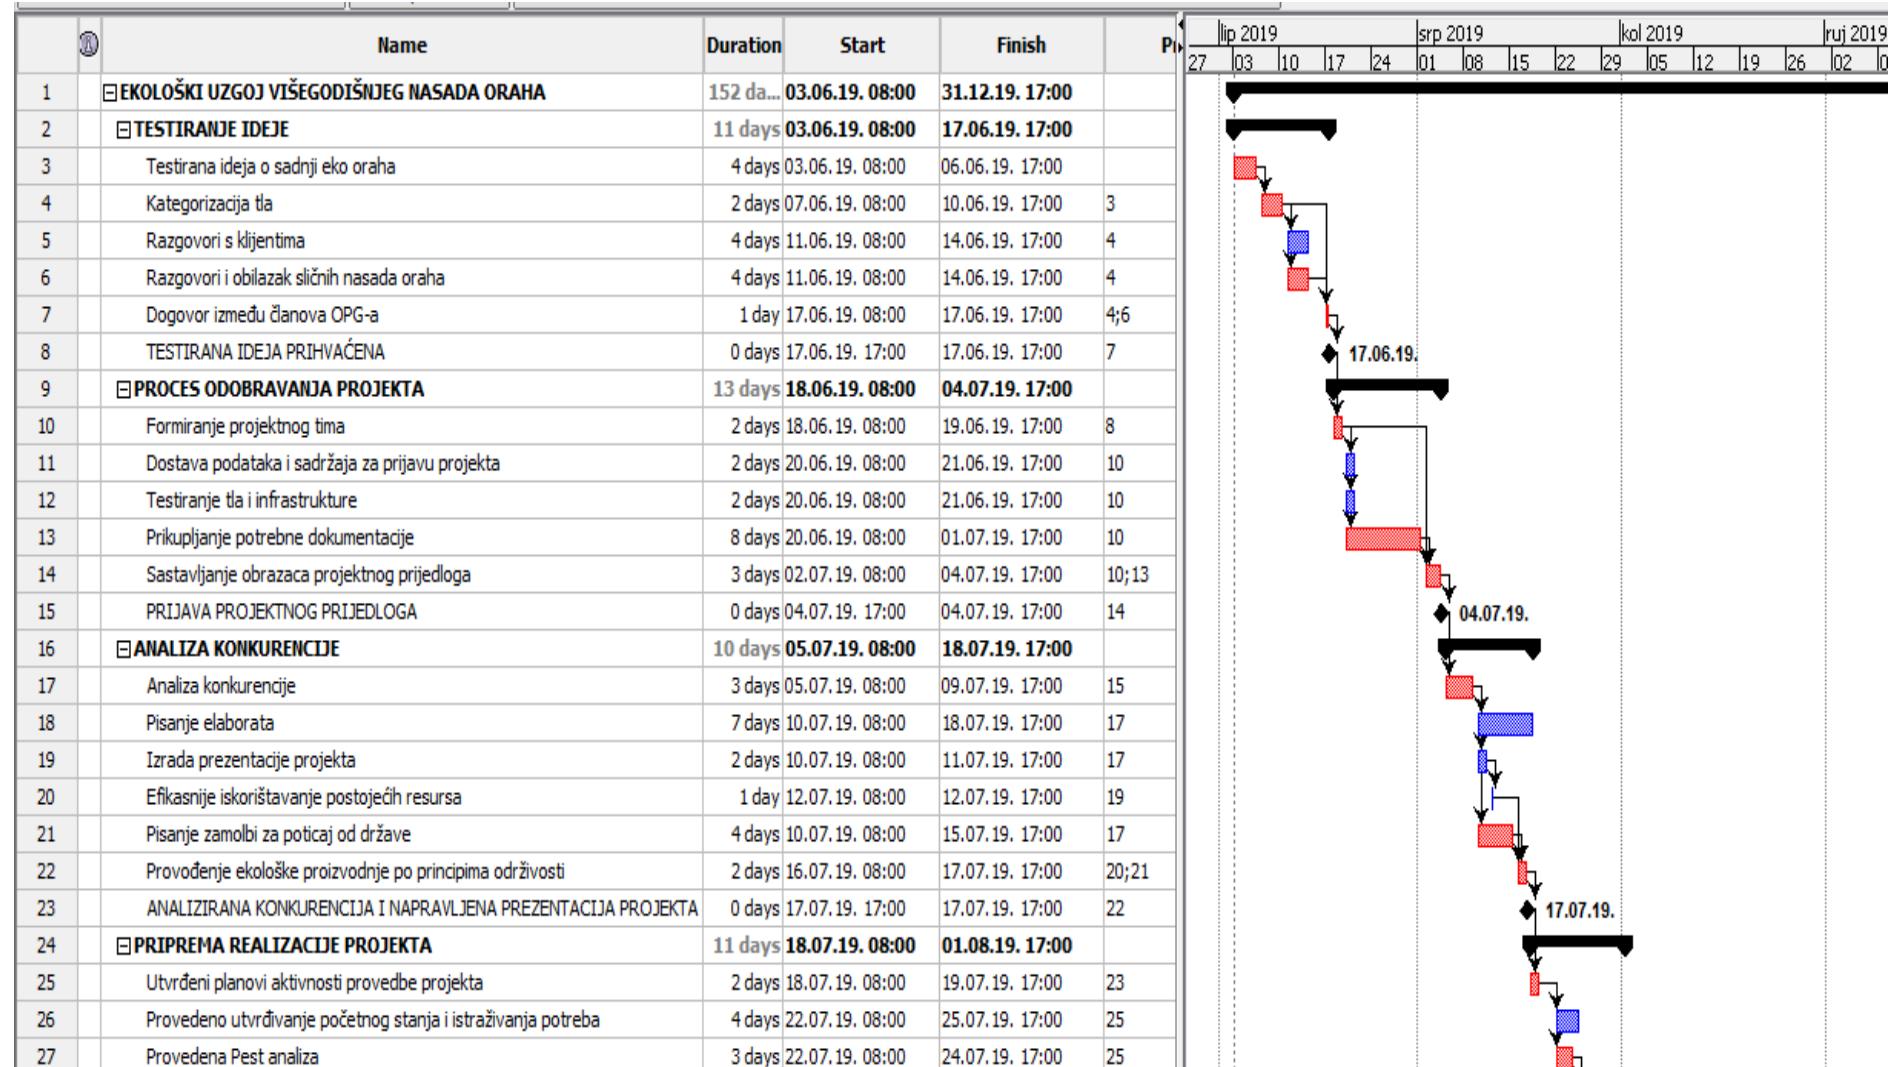 Name Duration Start Finish
lip 2019 srp 2019 kol 2019 ruj 2019
27 03 10 17 24 01 08 15 22 29 05 12 19 26 02
1 EKOLOŠKI UZGOJ VIŠEGODIŠNJEG NASADA ORAHA 152 da... 03.06.19. 08:00 31.12.19. 17:00
2 TESTIRANJE IDEJE 11 days 03.06.19. 08:00 17.06.19. 17:00
3 Testirana ideja o sadnji eko oraha 4 days 03.06.19. 08:00 06.06.19. 17:00
4 Kategorizacija tla 2 days 07.06.19. 08:00 10.06.19. 17:00 3
5 Razgovori s klijentima 4 days 11.06.19. 08:00 14.06.19. 17:00 4
6 Razgovori i obilazak sličnih nasada oraha 4 days 11.06.19. 08:00 14.06.19. 17:00 4
7 Dogovor između članova OPG-a 1 day 17.06.19. 08:00 17.06.19. 17:00 4;6
8 TESTIRANA IDEJA PRIHVAĆENA 0 days 17.06.19. 17:00 17.06.19. 17:00 7 17.06.19.
9 PROCES ODOBRAVANJA PROJEKTA 13 days 18.06.19. 08:00 04.07.19. 17:00
10 Formiranje projektnog tima 2 days 18.06.19. 08:00 19.06.19. 17:00 8
11 Dostava podataka i sadržaja za prijavu projekta 2 days 20.06.19. 08:00 21.06.19. 17:00 10
12 Testiranje tla i infrastrukture 2 days 20.06.19. 08:00 21.06.19. 17:00 10
13 Prikupljanje potrebne dokumentacije 8 days 20.06.19. 08:00 01.07.19. 17:00 10
14 Sastavljanje obrazaca projektnog prijedloga 3 days 02.07.19. 08:00 04.07.19. 17:00 10;13
15 PRIJAVA PROJEKTNOG PRIJEDLOGA 0 days 04.07.19. 17:00 04.07.19. 17:00 14 04.07.19.
16 ANALIZA KONKURENCIJE 10 days 05.07.19. 08:00 18.07.19. 17:00
17 Analiza konkurencije 3 days 05.07.19. 08:00 09.07.19. 17:00 15
18 Pisanje elaborata 7 days 10.07.19. 08:00 18.07.19. 17:00 17
19 Izrada prezentacije projekta 2 days 10.07.19. 08:00 11.07.19. 17:00 17
20 Efikasnije iskorištavanje postojećih resursa 1 day 12.07.19. 08:00 12.07.19. 17:00 19
21 Pisanje zamolbi za poticaj od države 4 days 10.07.19. 08:00 15.07.19. 17:00 17
22 Provođenje ekološke proizvodnje po principima održivosti 2 days 16.07.19. 08:00 17.07.19. 17:00 20;21
23 ANALIZIRANA KONKURENCIJA I NAPRAVLJENA PREZENTACIJA PROJEKTA 0 days 17.07.19. 17:00 17.07.19. 17:00 22 17.07.19.
24 PRIPREMA REALIZACIJE PROJEKTA 11 days 18.07.19. 08:00 01.08.19. 17:00
25 Utvrđeni planovi aktivnosti provedbe projekta 2 days 18.07.19. 08:00 19.07.19. 17:00 23
26 Provedeno utvrđivanje početnog stanja i istraživanja potreba 4 days 22.07.19. 08:00 25.07.19. 17:00 25
27 Provedena Pest analiza 3 days 22.07.19. 08:00 24.07.19. 17:00 25